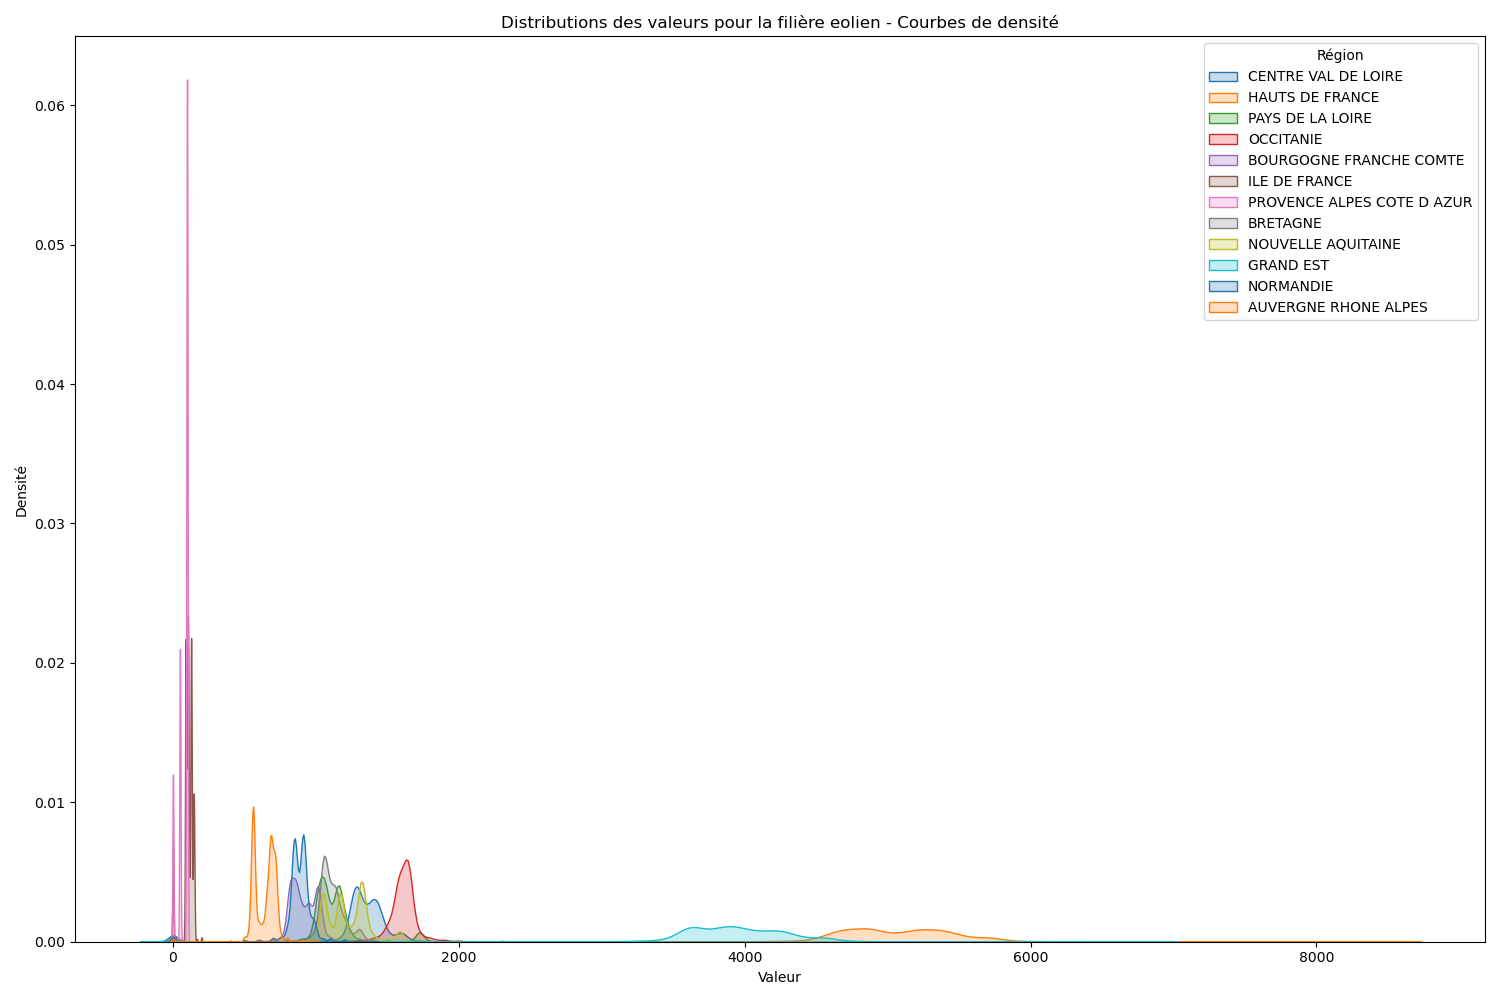 Distributions des valeurs pour la filière eolien - Courbes de densité
Région
CENTRE VAL DE LOIRE
HAUTS DE FRANCE
PAYS DE LA LOIRE
OCCITANIE
BOURGOGNE FRANCHE COMTE
ILE DE FRANCE
PROVENCE ALPES COTE D AZUR
BRETAGNE
NOUVELLE AQUITAINE
GRAND EST
NORMANDIE
AUVERGNE RHONE ALPES
Densité
0.06
0.05
0.04
0.03
0.02
0.01
0.00
0
2000
4000
6000
8000
Valeur